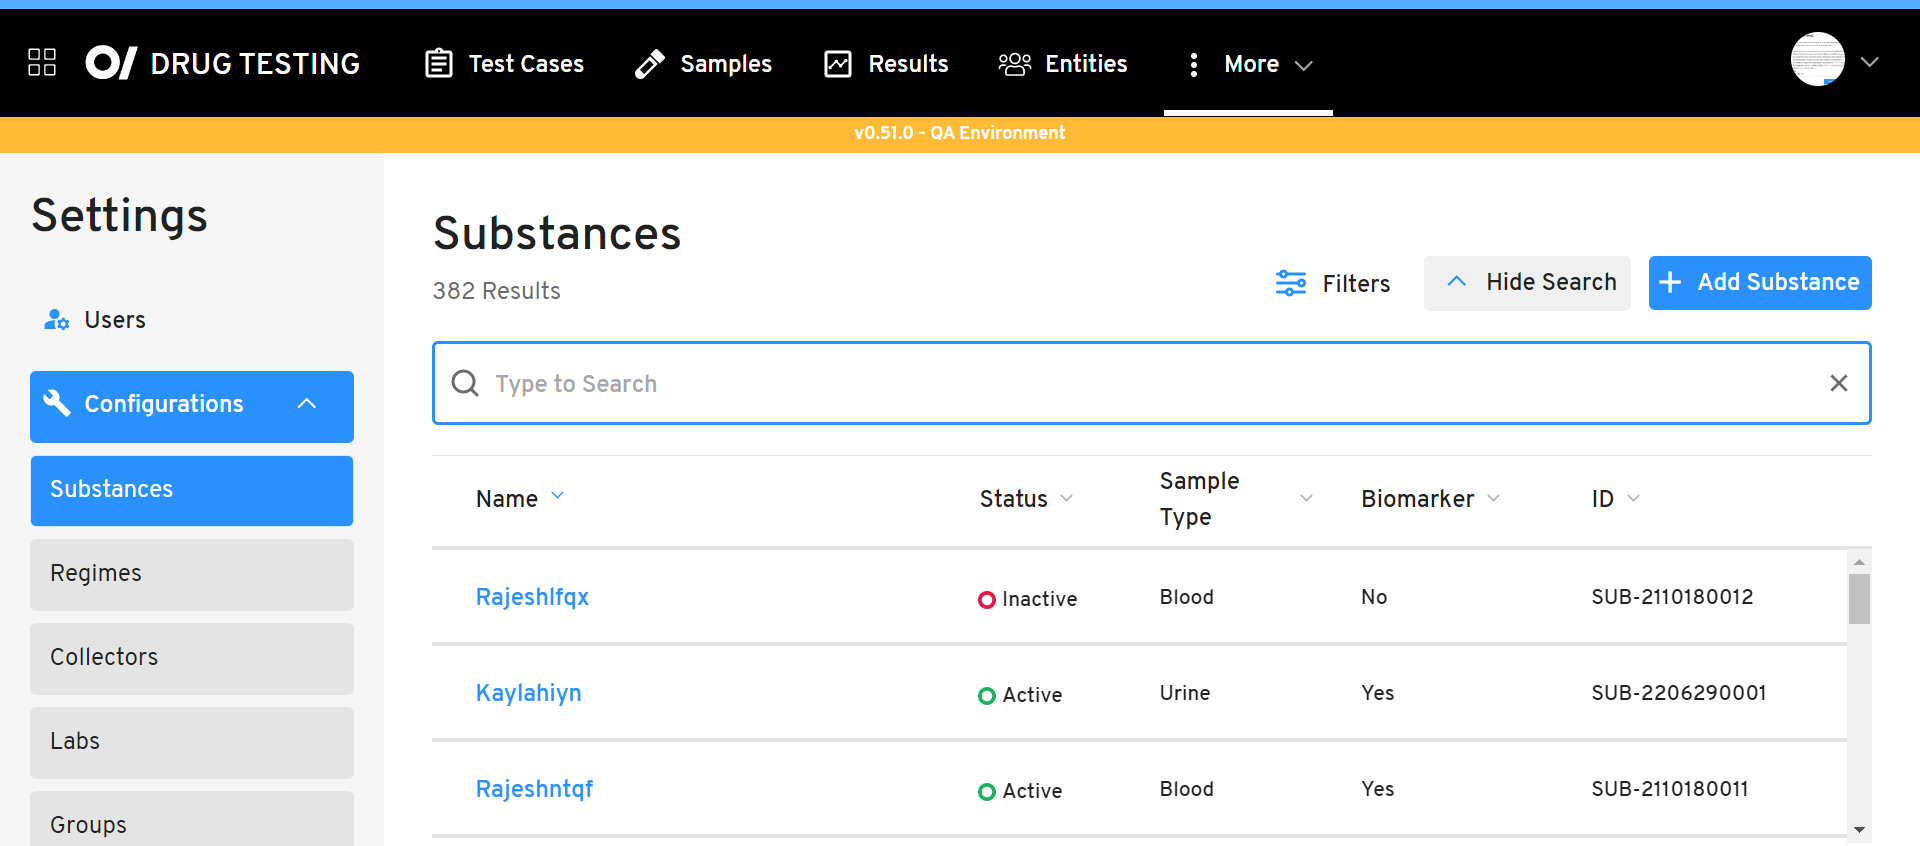 DRUG TESTING
Test Cases
Samples
Results
Entities
More
v0.51.0 - QA Environment
Settings
Users
Configurations
Substances
Regimes
Collectors
Labs
Groups
Substances
382 Results
Filters
Hide Search
Add Substance
Type to Search
Name Status Sample Type Biomarker ID
Rajeshlfqx Inactive Blood No SUB-2110180012
Kaylahiyn Active Urine Yes SUB-2206290001
Rajeshntqf Active Blood Yes SUB-2110180011